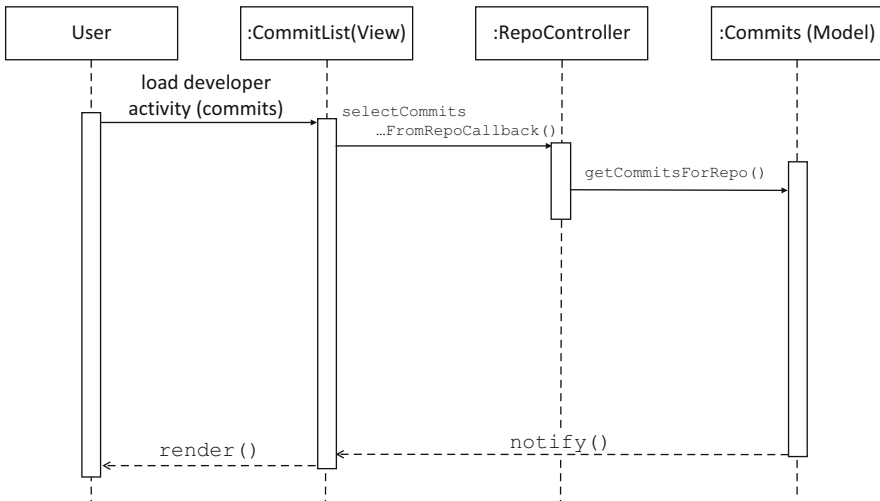 User
:CommitList(View)
:RepoController
:Commits (Model)
load developer
activity (commits)
selectCommits
…FromRepoCallback()
getCommitsForRepo()
notify()
render()